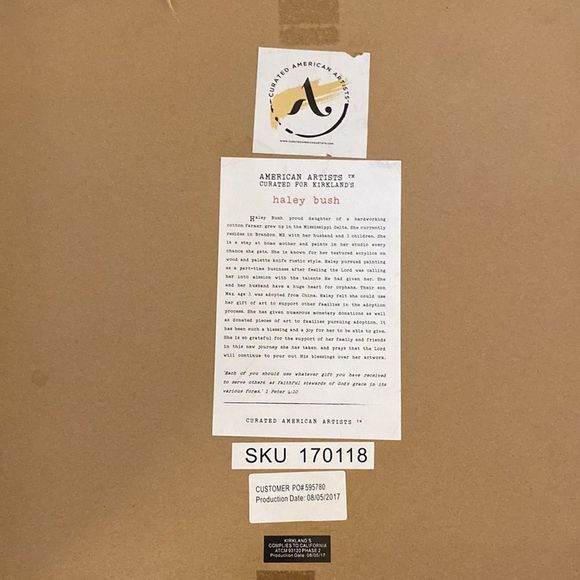 CURATED AMERICAN ARTISTS
A
WWW.CURATEDAMERICANARTISTS.COM
AMERICAN ARTISTS ™
CURATED FOR KIRKLAND'S
haley bush
Haley Bush, proud daughter of a hardworking
cotton farmer, grew up in the Mississippi Delta. She currently
resides in Brandon, MS with her husband and 3 children. She
is a stay at home mother and paints in her studio every
chance she gets. She is known for her textured acrylics on
wood and palette knife rustic style. Haley pursued painting
as a part-time business after feeling the Lord was calling
her into mission with the talents He had given her. She
and her husband have a huge heart for orphans. Their son
Max age 3, was adopted from China. Haley felt she could use
her gift of art to support other families in the adoption
process. She has given numerous monetary donations as well
as donated pieces of art to families pursuing adoption. It
has been such a blessing and a joy for her to be able to give.
She is so grateful for the support of her family and friends
in this new journey she has taken, and prays that the Lord
will continue to pour out His blessings over her artwork.
'Each of you should use whatever gift you have received
to serve others as faithful stewards of God's grace in its
various forms.' 1 Peter 4:10
CURATED AMERICAN ARTISTS ™
SKU 170118
CUSTOMER PO# 595780
Production Date: 08/05/2017
KIRKLAND'S
COMPLIES TO CALIFORNIA
ATCM 93120 PHASE 2
Production Date 08/05/17